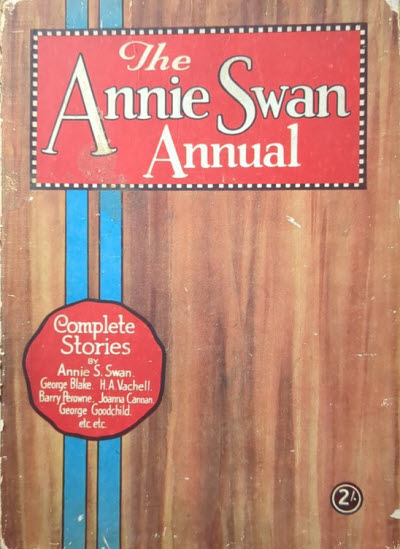 The
Annie Swan
Annual
Complete
Stories
BY
Annie S. Swan.
George Blake. H.A. Vachell.
Barry Perowne. Joanna Cannan.
George Goodchild.
etc. etc.
2/-